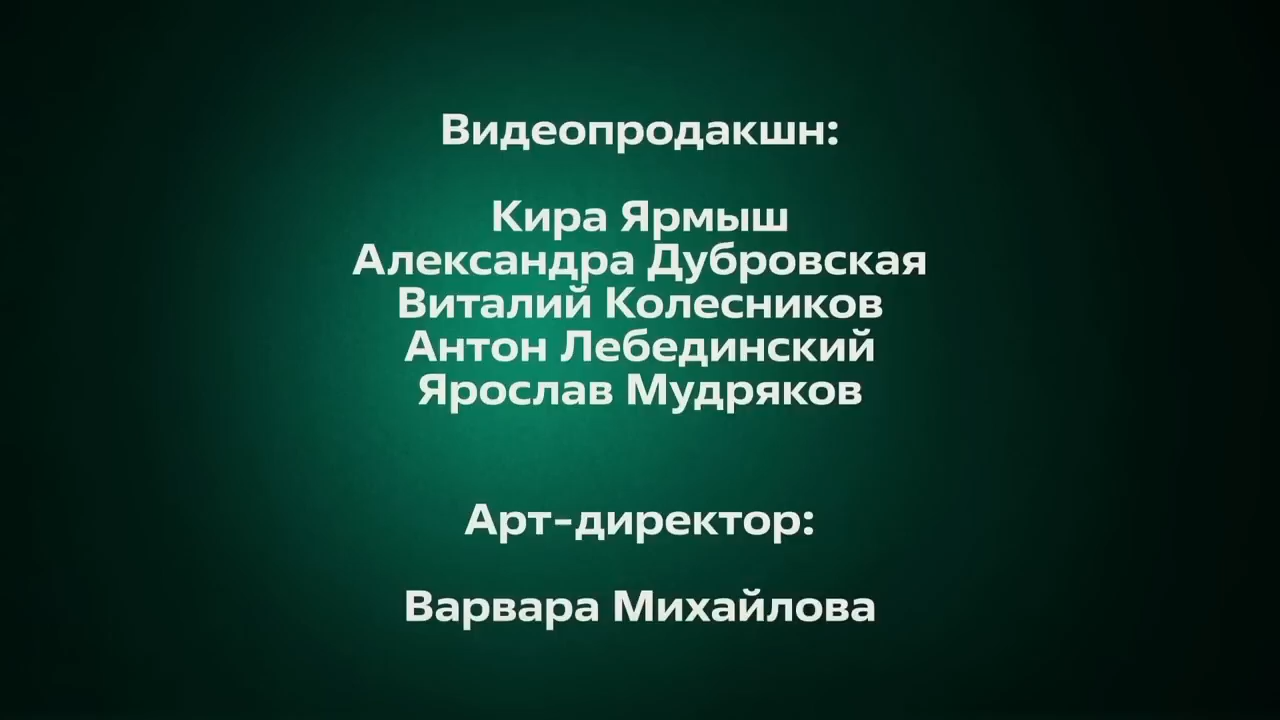 Видеопродакшн:
Кира Ярмыш
Александра Дубровская
Виталий Колесников
Антон Лебединский
Ярослав Мудряков
Арт-директор:
Варвара Михайлова